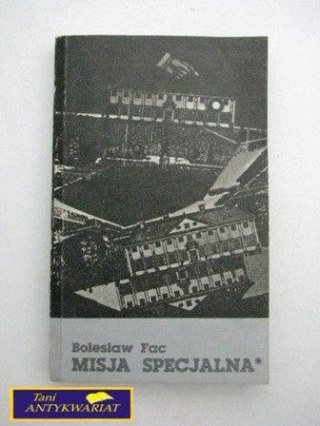 Bolesław Fac
MISJA SPECJALNA*
Tani
ANTYKWARIAT